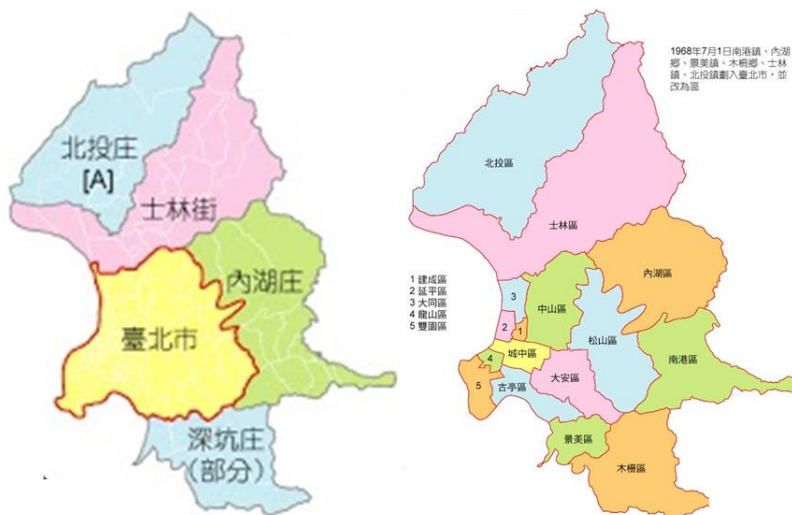 北投庄
[A]
士林街
內湖庄
臺北市
深坑庄
(部分)
1968年7月1日南港鎮、內湖
鄉、景美鎮、木柵鄉、士林
鎮、北投鎮劃入臺北市，並
改為區
北投區
士林區
內湖區
1 建成區
2 延平區
3 大同區
4 龍山區
5 雙園區
3
中山區
2
1
松山區
南港區
城中區
4
大安區
5
古亭區
景美區
木柵區